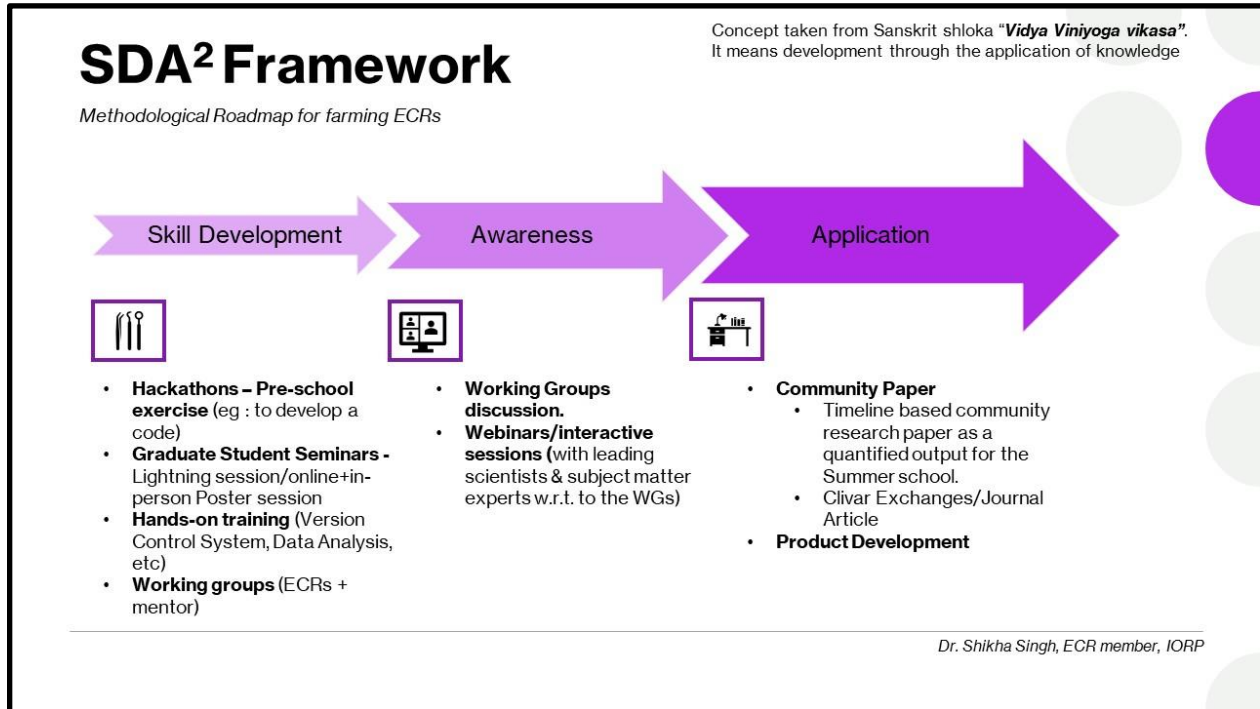 SDA² Framework
Concept taken from Sanskrit shloka “Vidya Viniyoga vikasa”.
It means development through the application of knowledge
Methodological Roadmap for farming ECRs
Skill Development
Awareness
Application
• Hackathons – Pre-school
exercise (eg : to develop a
code)
• Graduate Student Seminars -
Lightning session/online+in-
person Poster session
• Hands-on training (Version
Control System, Data Analysis,
etc)
• Working groups (ECRs +
mentor)
• Working Groups
discussion.
• Webinars/interactive
sessions (with leading
scientists & subject matter
experts w.r.t. to the WGs)
• Community Paper
• Timeline based community
research paper as a
quantified output for the
Summer school.
• Clivar Exchanges/Journal
Article
• Product Development
Dr. Shikha Singh, ECR member, IORP